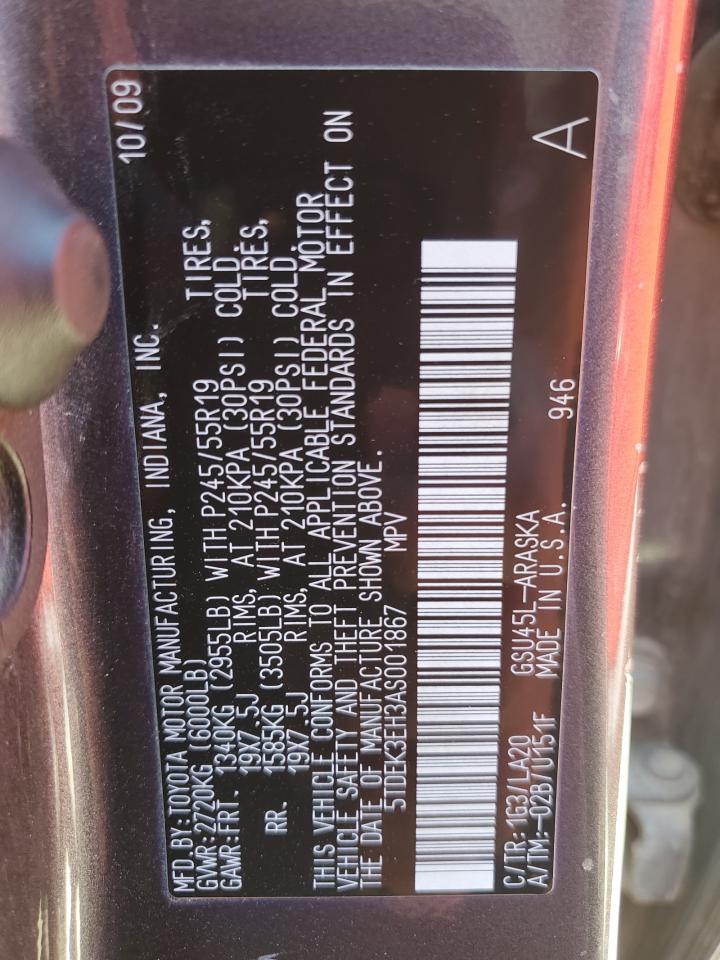 MFD.BY:TOYOTA MOTOR MANUFACTURING, INDIANA, INC. 10/09
GVWR:2720KG (6000LB)
GAWR:FRT. 1340KG (2955LB) WITH P245/55R19 TIRES,
19X7.5J RIMS, AT 210KPA (30PSI) COLD.
RR. 1585KG (3505LB) WITH P245/55R19 TIRES,
19X7.5J RIMS, AT 210KPA (30PSI) COLD.
THIS VEHICLE CONFORMS TO ALL APPLICABLE FEDERAL MOTOR
VEHICLE SAFETY AND THEFT PREVENTION STANDARDS IN EFFECT ON
THE DATE OF MANUFACTURE SHOWN ABOVE.
5TDEK3EH3AS001867 MPV
C/TR:1G3/LA20 GSU45L-ARASKA
A/TM:-02B/U151F MADE IN U.S.A. 946 A